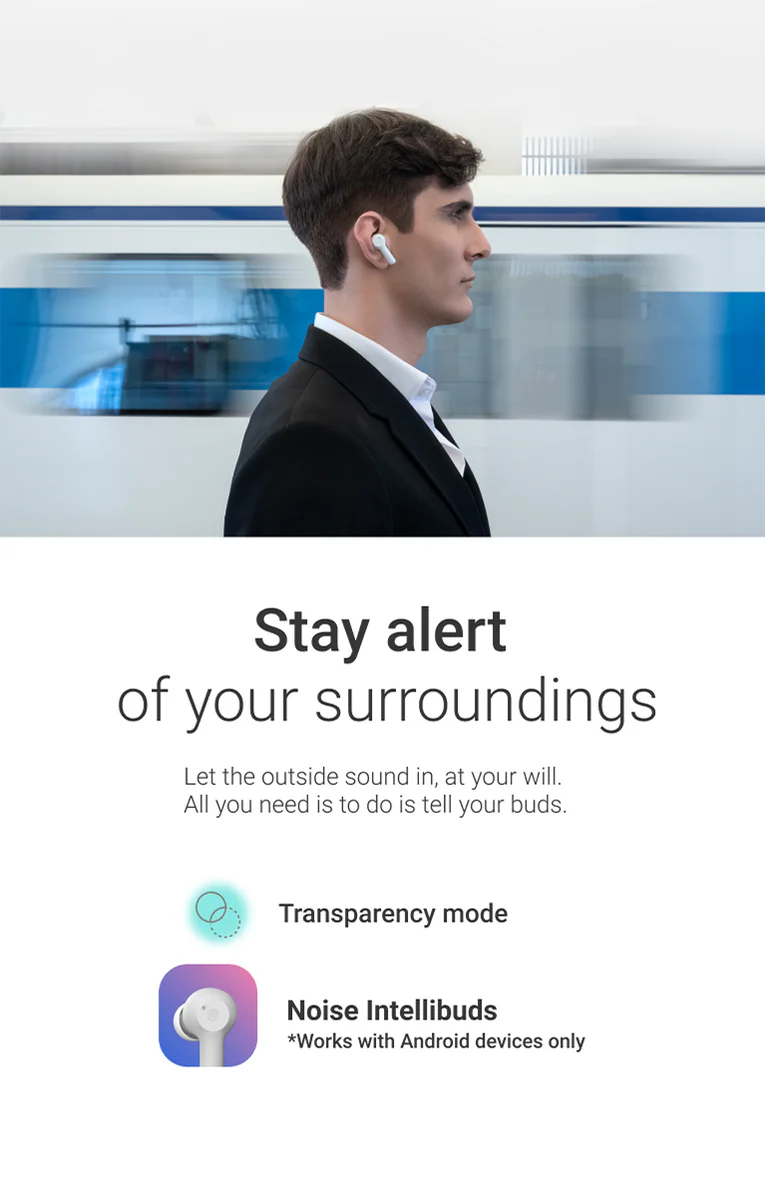 Stay alert
of your surroundings
Let the outside sound in, at your will.
All you need is to do is tell your buds.
Transparency mode
Noise Intellibuds
*Works with Android devices only